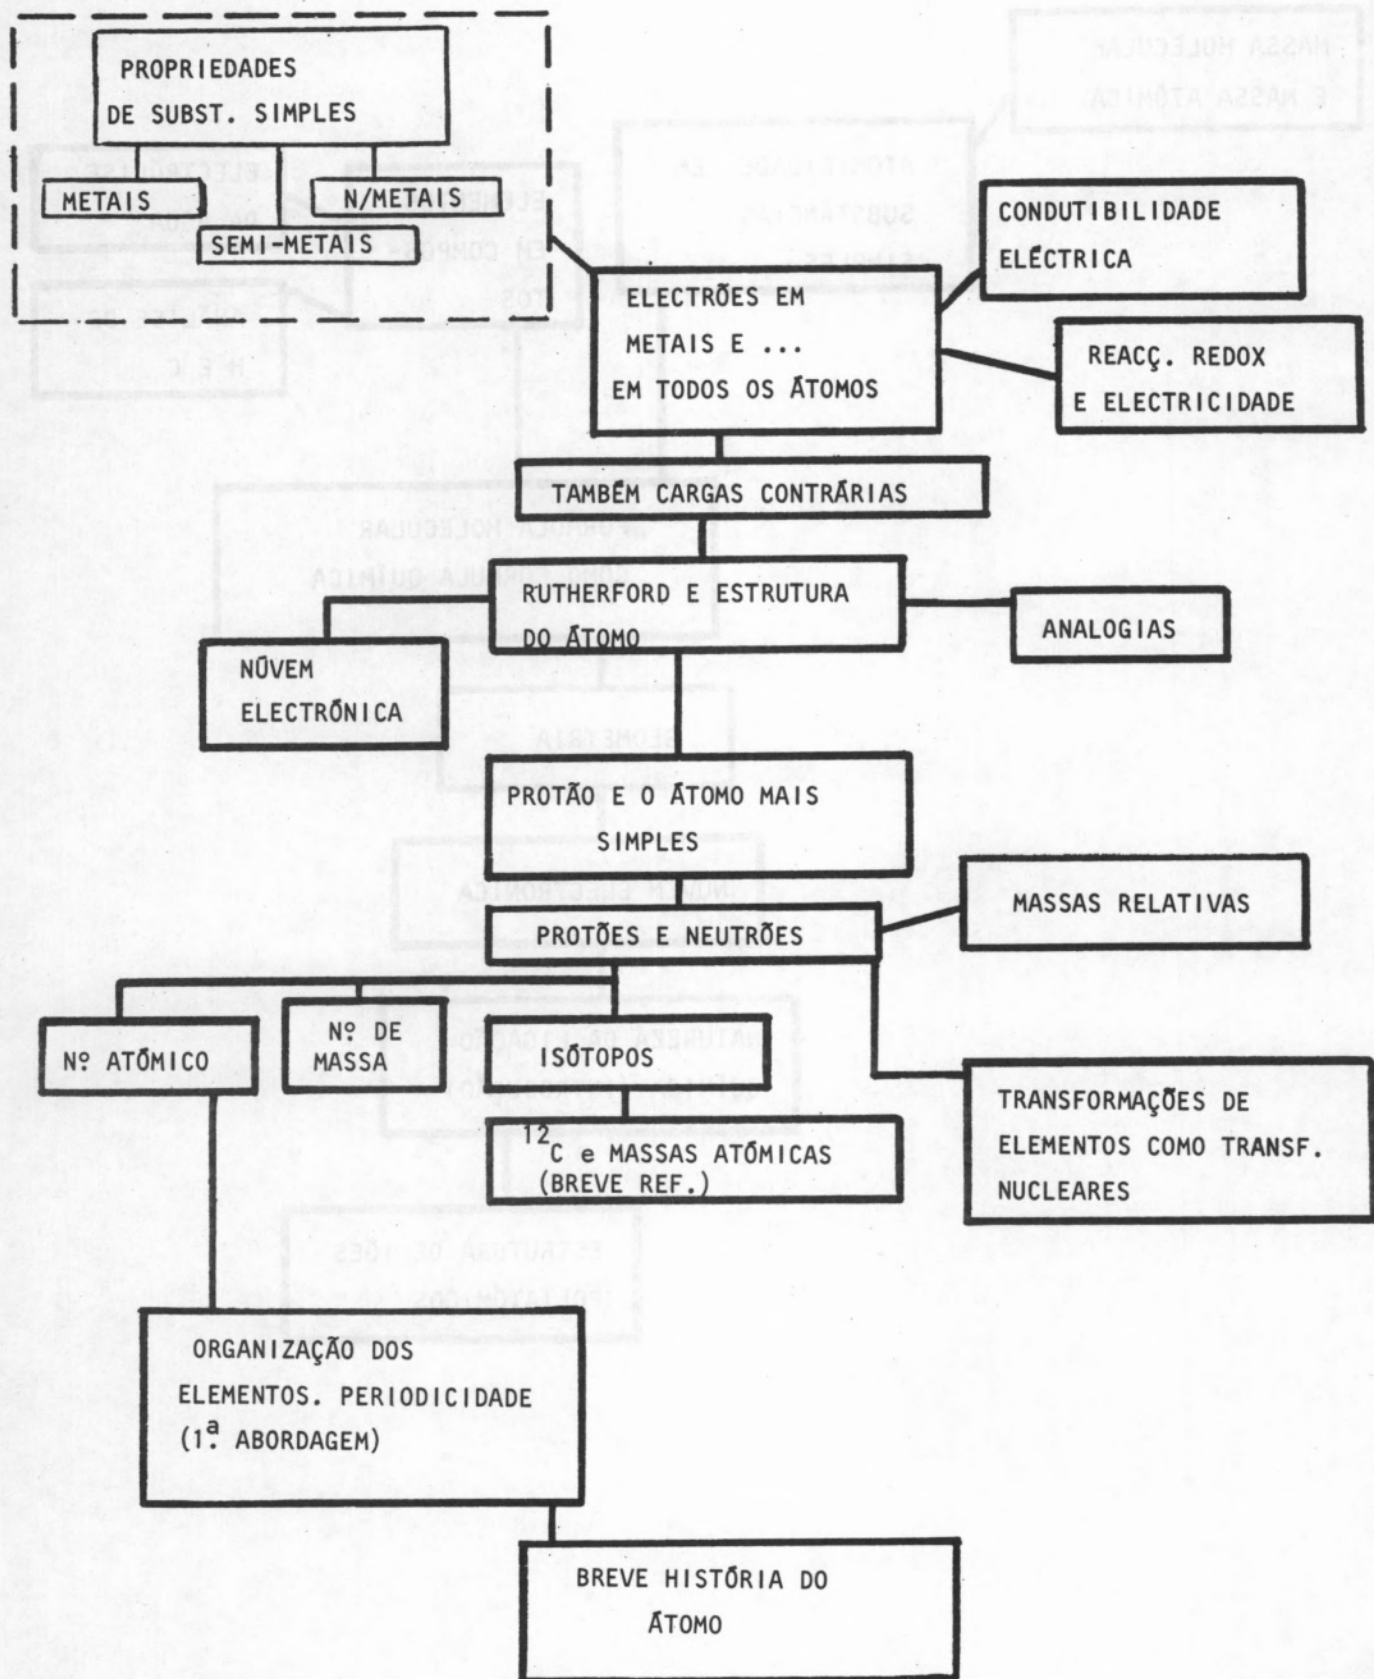 PROPRIEDADES
DE SUBST. SIMPLES
METAIS
N/METAIS
SEMI-METAIS
CONDUTIBILIDADE
ELÉCTRICA
ELECTRÕES EM
METAIS E ...
EM TODOS OS ÁTOMOS
REACÇ. REDOX
E ELECTRICIDADE
TAMBÉM CARGAS CONTRÁRIAS
RUTHERFORD E ESTRUTURA
DO ÁTOMO
ANALOGIAS
NÚVEM
ELECTRÓNICA
PROTÃO E O ÁTOMO MAIS
SIMPLES
MASSAS RELATIVAS
PROTÕES E NEUTRÕES
Nº ATÓMICO
Nº DE
MASSA
ISÓTOPOS
12C e MASSAS ATÓMICAS
(BREVE REF.)
TRANSFORMAÇÕES DE
ELEMENTOS COMO TRANSF.
NUCLEARES
ORGANIZAÇÃO DOS
ELEMENTOS. PERIODICIDADE
(1.ª ABORDAGEM)
BREVE HISTÓRIA DO
ÁTOMO